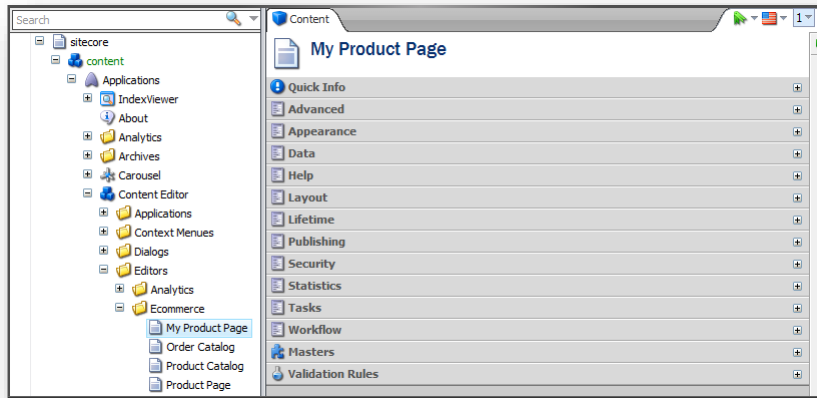 Search
sitecore
content
Applications
IndexViewer
About
Analytics
Archives
Carousel
Content Editor
Applications
Context Menues
Dialogs
Editors
Analytics
Ecommerce
My Product Page
Order Catalog
Product Catalog
Product Page
Content
1
My Product Page
Quick Info
Advanced
Appearance
Data
Help
Layout
Lifetime
Publishing
Security
Statistics
Tasks
Workflow
Masters
Validation Rules